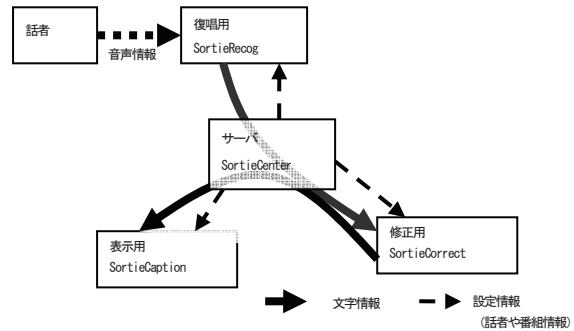 話者
音声情報
復唱用
SortieRecog
サーバ
SortieCenter
表示用
SortieCaption
修正用
SortieCorrect
文字情報
設定情報
(話者や番組情報)